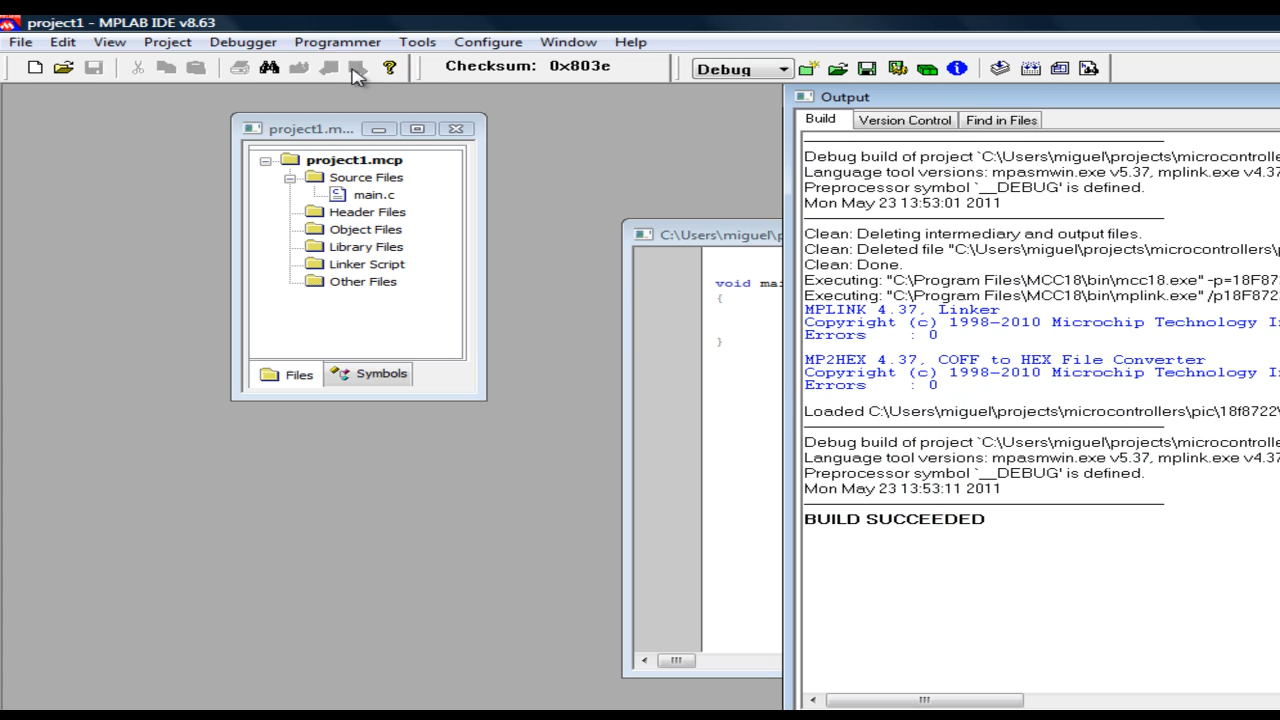 project1 - MPLAB IDE v8.63
File Edit View Project Debugger Programmer Tools Configure Window Help
Checksum: 0x803e
Debug
project1.m...
project1.mcp
Source Files
main.c
Header Files
Object Files
Library Files
Linker Script
Other Files
Files
Symbols
C:\Users\miguel\p
void mai
{
}
Output
Build
Version Control
Find in Files
Debug build of project `C:\Users\miguel\projects\microcontrolle
Language tool versions: mpasmwin.exe v5.37, mplink.exe v4.37
Preprocessor symbol `__DEBUG' is defined.
Mon May 23 13:53:01 2011
Clean: Deleting intermediary and output files.
Clean: Deleted file "C:\Users\miguel\projects\microcontrollers\p
Clean: Done.
Executing: "C:\Program Files\MCC18\bin\mcc18.exe" -p=18F87
Executing: "C:\Program Files\MCC18\bin\mplink.exe" /p18F872
MPLINK 4.37, Linker
Copyright (c) 1998-2010 Microchip Technology In
Errors : 0
MP2HEX 4.37, COFF to HEX File Converter
Copyright (c) 1998-2010 Microchip Technology In
Errors : 0
Loaded C:\Users\miguel\projects\microcontrollers\pic\18f8722\
Debug build of project `C:\Users\miguel\projects\microcontrolle
Language tool versions: mpasmwin.exe v5.37, mplink.exe v4.37
Preprocessor symbol `__DEBUG' is defined.
Mon May 23 13:53:11 2011
BUILD SUCCEEDED